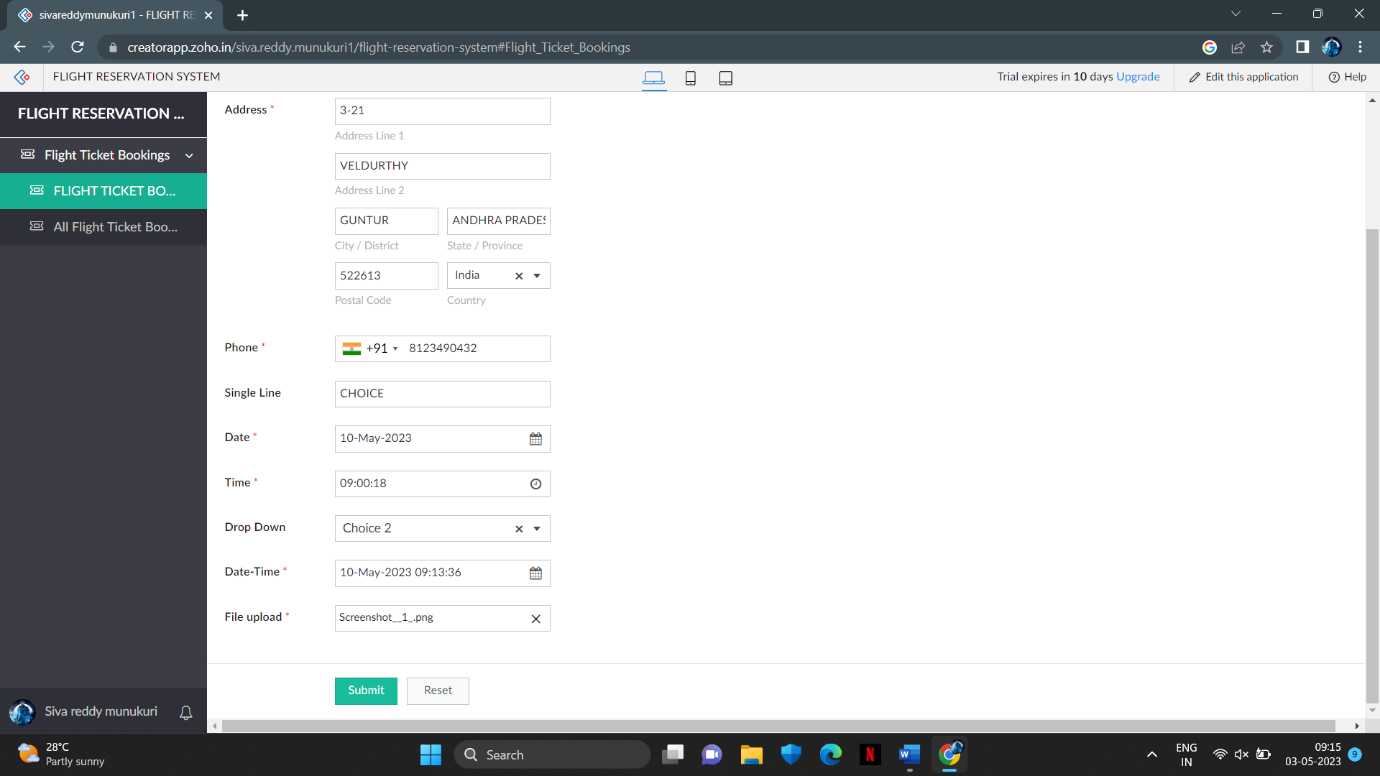 sivareddymunukuri1 - FLIGHT RE
creatorapp.zoho.in/siva.reddy.munukuri1/flight-reservation-system#Flight_Ticket_Bookings
FLIGHT RESERVATION SYSTEM
Trial expires in 10 days Upgrade
Edit this application
Help
FLIGHT RESERVATION ...
Flight Ticket Bookings
FLIGHT TICKET BO...
All Flight Ticket Boo...
Siva reddy munukuri
Address *
3-21
Address Line 1
VELDURTHY
Address Line 2
GUNTUR
ANDHRA PRADES
City / District
State / Province
522613
India
Postal Code
Country
Phone *
+91
8123490432
Single Line
CHOICE
Date *
10-May-2023
Time *
09:00:18
Drop Down
Choice 2
Date-Time *
10-May-2023 09:13:36
File upload *
Screenshot__1_.png
Submit
Reset
28°C
Partly sunny
Search
N
W
ENG
IN
09:15
03-05-2023
9